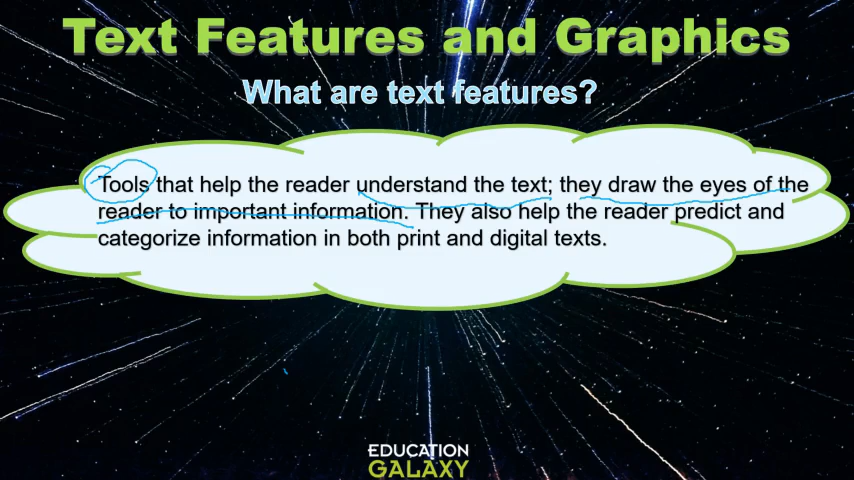 Text Features and Graphics
What are text features?
Tools that help the reader understand the text; they draw the eyes of the
reader to important information. They also help the reader predict and
categorize information in both print and digital texts.
EDUCATION
GALAXY